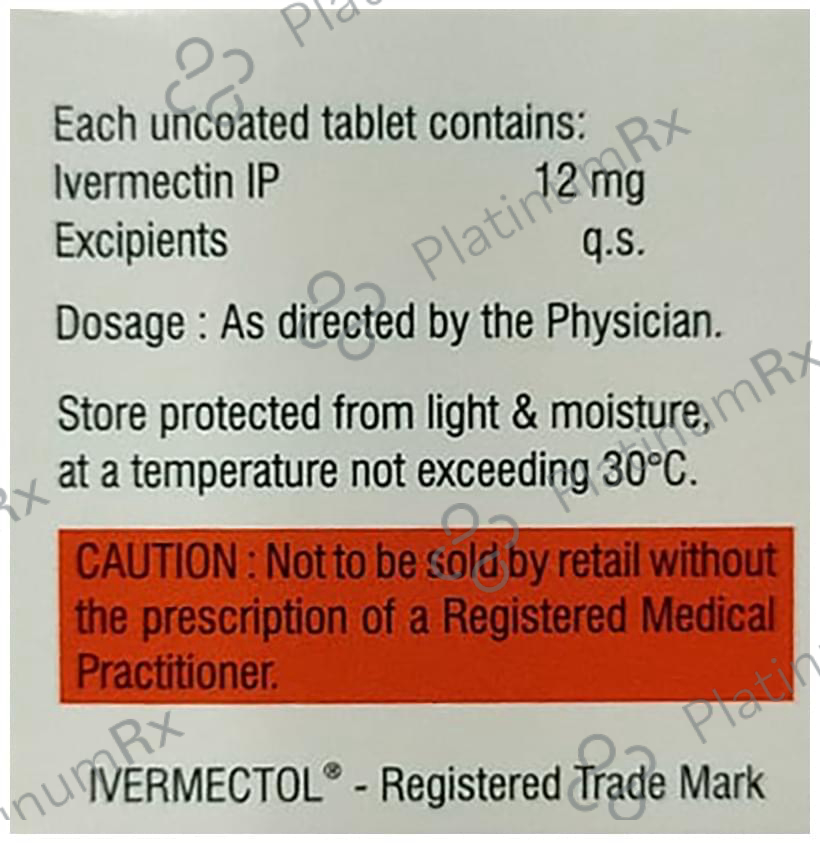 Each uncoated tablet contains:
Ivermectin IP 12 mg
Excipients q.s.
Dosage : As directed by the Physician.
Store protected from light & moisture,
at a temperature not exceeding 30°C.
CAUTION : Not to be sold by retail without
the prescription of a Registered Medical
Practitioner.
IVERMECTOL® - Registered Trade Mark
PlatinumRx
PlatinumRx